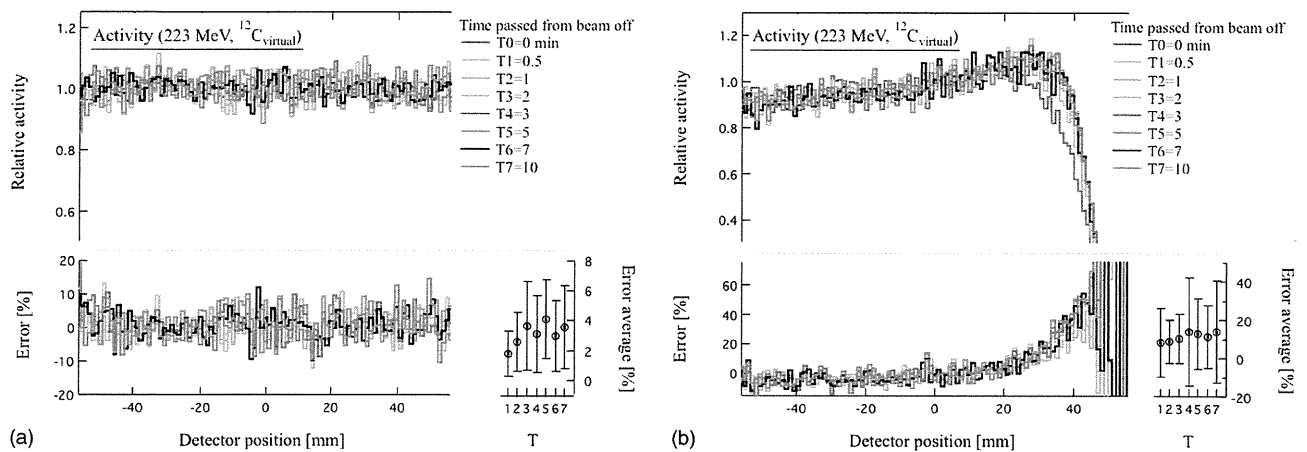 Activity (223 MeV, ¹²Cvirtual)
Time passed from beam off
T0=0 min
T1=0.5
T2=1
T3=2
T4=3
T5=5
T6=7
T7=10
Relative activity
1.2
1.0
0.8
0.6
Error [%]
20
10
0
-10
-20
-40 -20 0 20 40
Detector position [mm]
8
6
4
2
0
Error average [%]
1 2 3 4 5 6 7
T
(a)
Activity (223 MeV, ¹²Cvirtual)
Time passed from beam off
T0=0 min
T1=0.5
T2=1
T3=2
T4=3
T5=5
T6=7
T7=10
Relative activity
1.2
1.0
0.8
0.6
0.4
Error [%]
60
40
20
0
-40 -20 0 20 40
Detector position [mm]
40
20
0
-20
Error average [%]
1 2 3 4 5 6 7
T
(b)